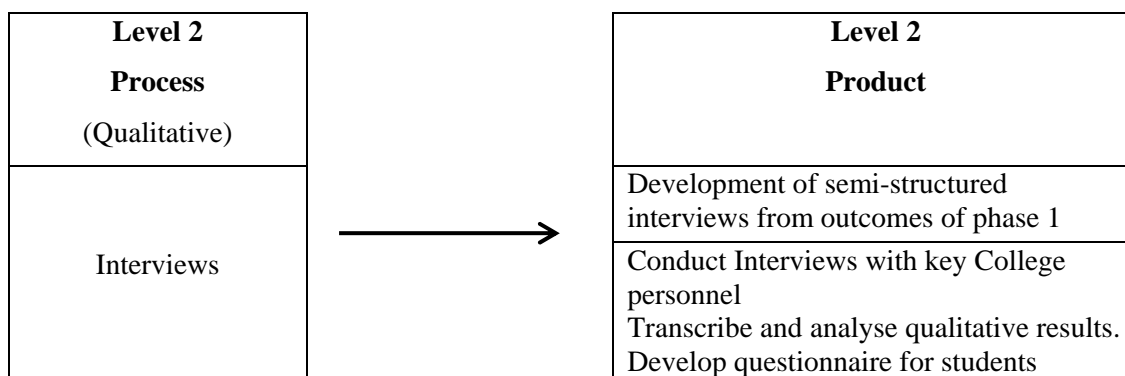 Level 2
Process
(Qualitative)
Interviews
Level 2
Product
Development of semi-structured
interviews from outcomes of phase 1
Conduct Interviews with key College
personnel
Transcribe and analyse qualitative results.
Develop questionnaire for students